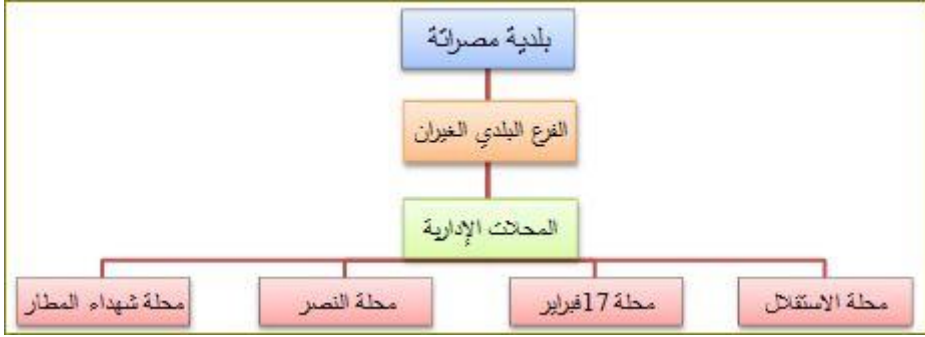 بلدية مصراتة
الفرع البلدي الغيران
المحلات الإدارية
محلة الاستقلال
محلة 17فبراير
محلة النصر
محلة شهداء المطار